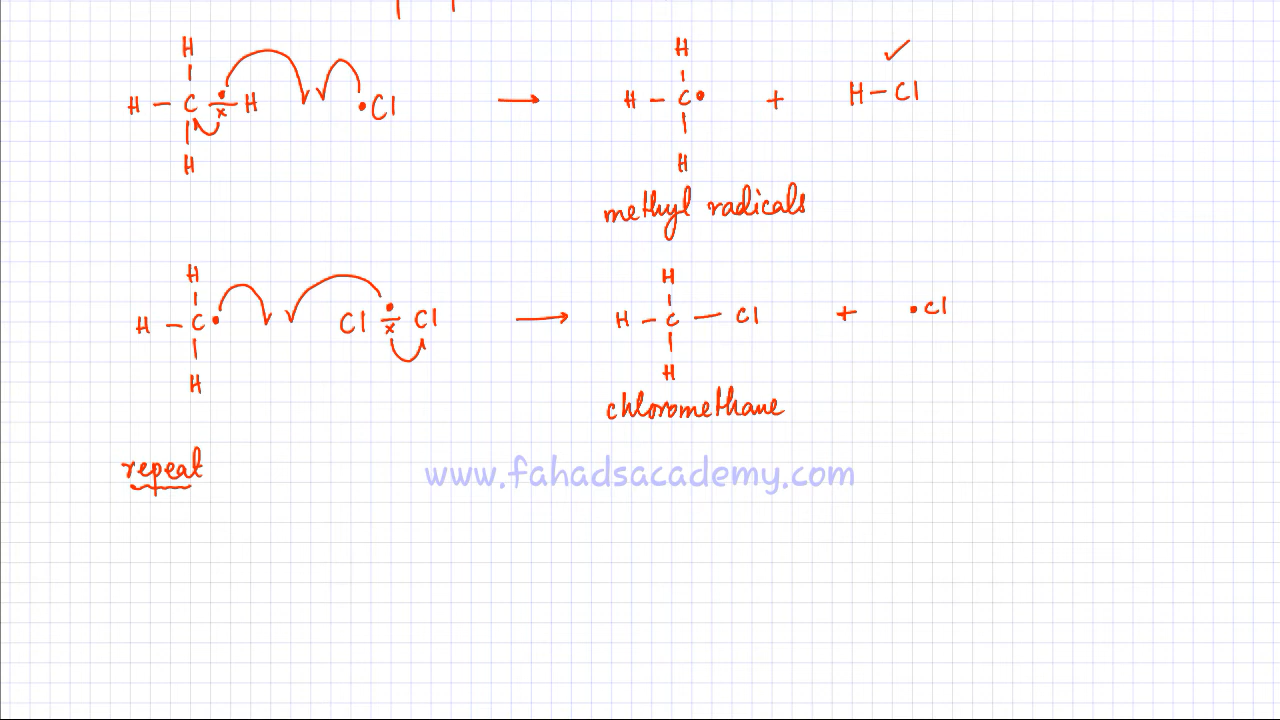 H
H – C – H ·Cl → H – C· + H – Cl ✓
H
H
H
methyl radicals
H
H – C· Cl – Cl → H – C – Cl + ·Cl
H
H
H
chloromethane
repeat
www.fahadsacademy.com